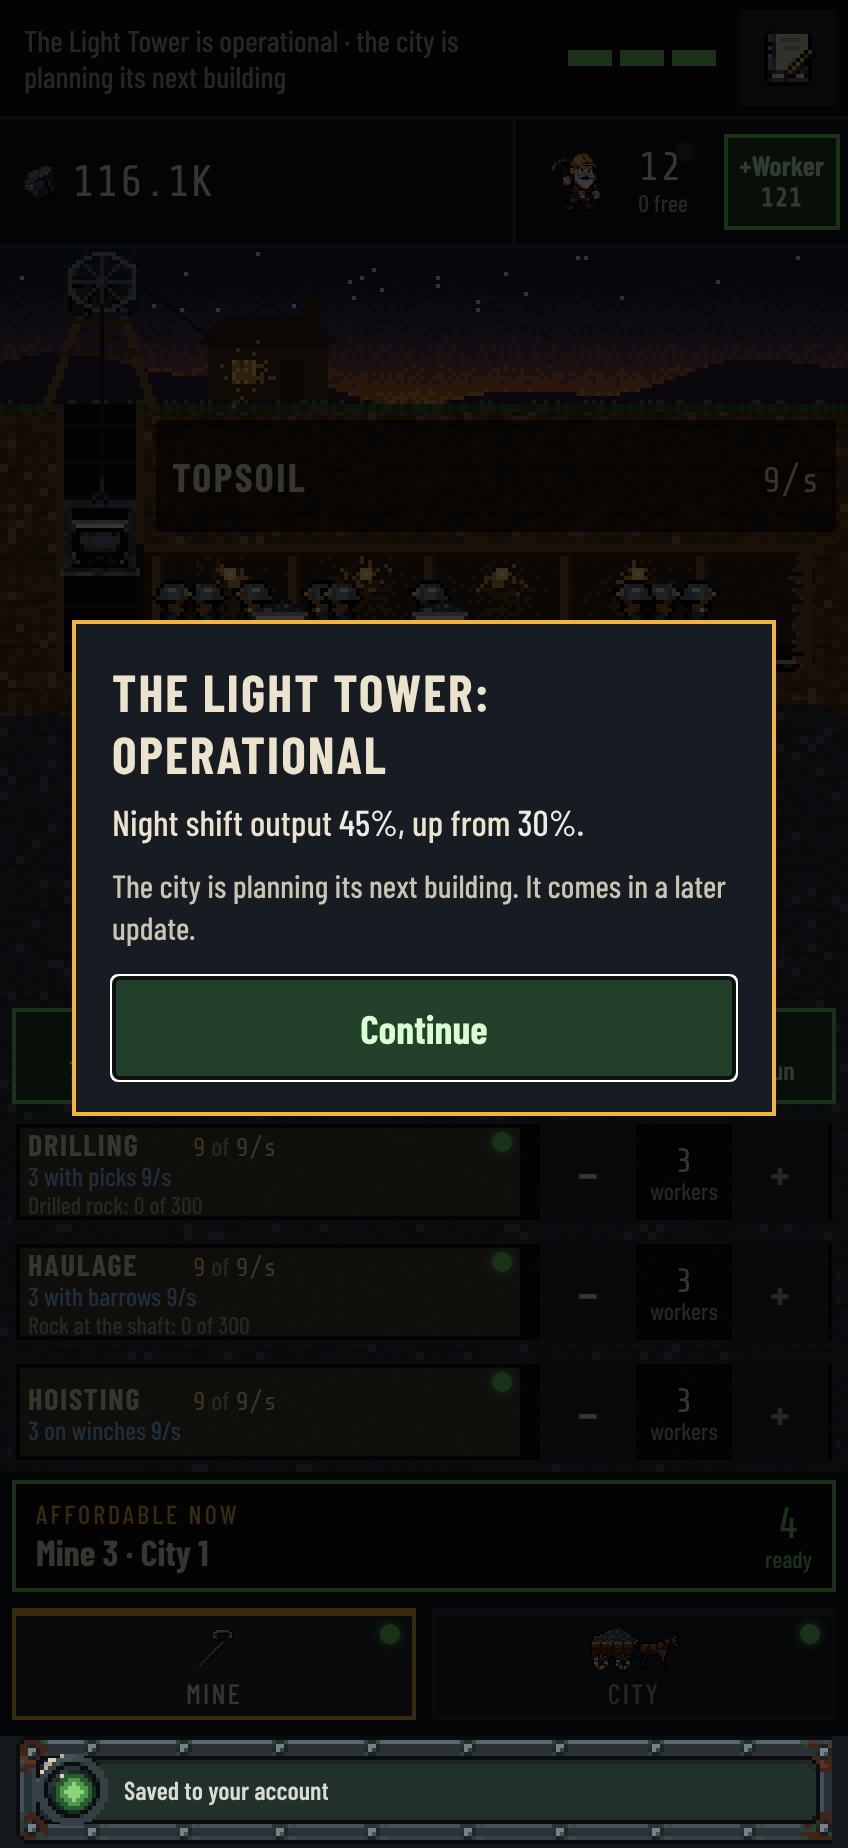 The Light Tower is operational · the city is
planning its next building
116.1K
12
0 free
+Worker
121
TOPSOIL
9/s
THE LIGHT TOWER:
OPERATIONAL
Night shift output 45%, up from 30%.
The city is planning its next building. It comes in a later
update.
Continue
DRILLING 9 of 9/s
3 with picks 9/s
Drilled rock: 0 of 300
− 3 workers +
HAULAGE 9 of 9/s
3 with barrows 9/s
Rock at the shaft: 0 of 300
− 3 workers +
HOISTING 9 of 9/s
3 on winches 9/s
− 3 workers +
AFFORDABLE NOW
Mine 3 · City 1
4
ready
MINE
CITY
Saved to your account